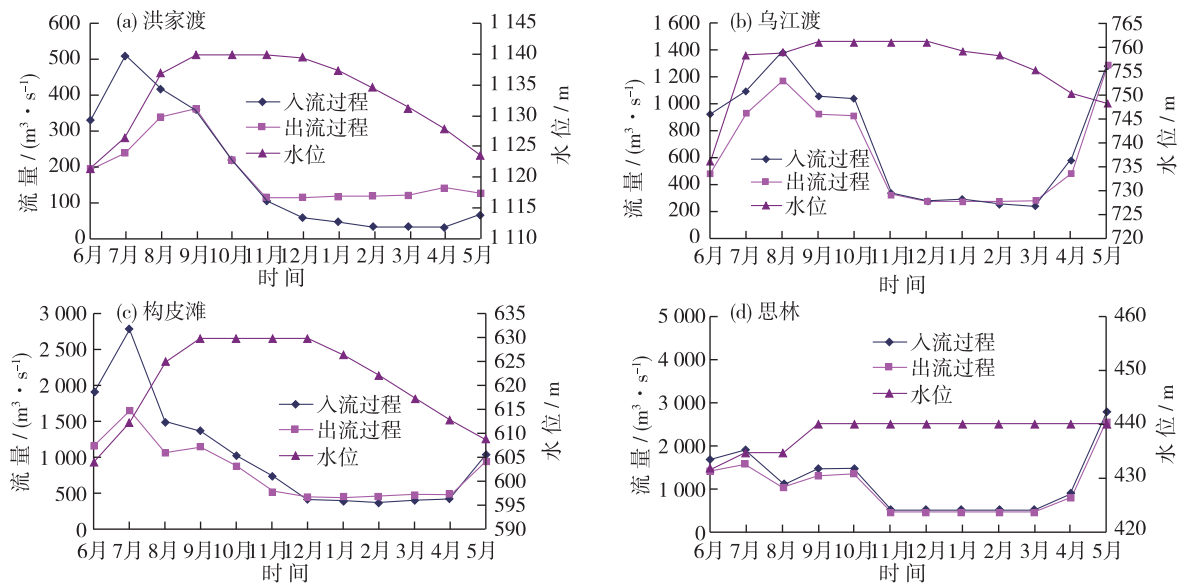 (a) 洪家渡
600
500
400
300
200
100
0
流量 / (m³·s⁻¹)
1 145
1 140
1 135
1 130
1 125
1 120
1 115
1 110
水位 / m
入流过程
出流过程
水位
6月 7月 8月 9月 10月 11月 12月 1月 2月 3月 4月 5月
时间
(b) 乌江渡
1 600
1 400
1 200
1 000
800
600
400
200
0
流量 / (m³·s⁻¹)
765
760
755
750
745
740
735
730
725
720
水位 / m
入流过程
出流过程
水位
6月 7月 8月 9月 10月 11月 12月 1月 2月 3月 4月 5月
时间
(c) 构皮滩
3 000
2 500
2 000
1 500
1 000
500
0
流量 / (m³·s⁻¹)
635
630
625
620
615
610
605
600
595
590
水位 / m
入流过程
出流过程
水位
6月 7月 8月 9月 10月 11月 12月 1月 2月 3月 4月 5月
时间
(d) 思林
5 000
4 000
3 000
2 000
1 000
0
流量 / (m³·s⁻¹)
460
450
440
430
420
水位 / m
入流过程
出流过程
水位
6月 7月 8月 9月 10月 11月 12月 1月 2月 3月 4月 5月
时间